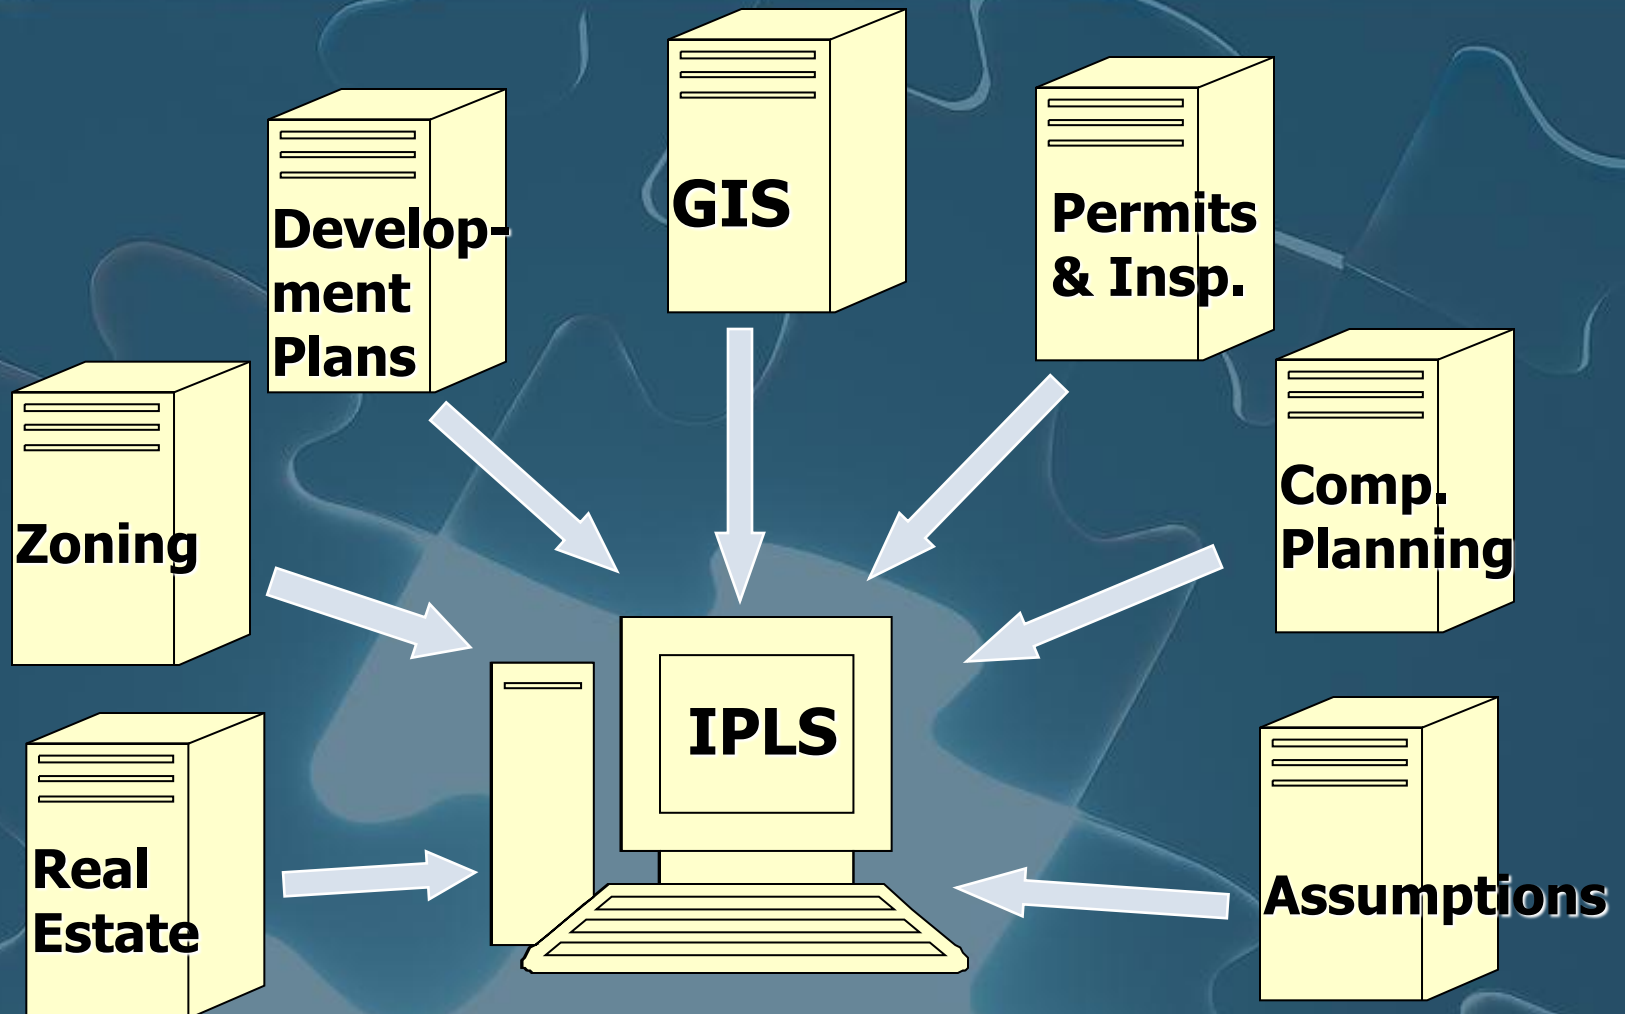 GIS
Develop-
ment
Plans
Permits
& Insp.
Zoning
Comp.
Planning
IPLS
Real
Estate
Assumptions